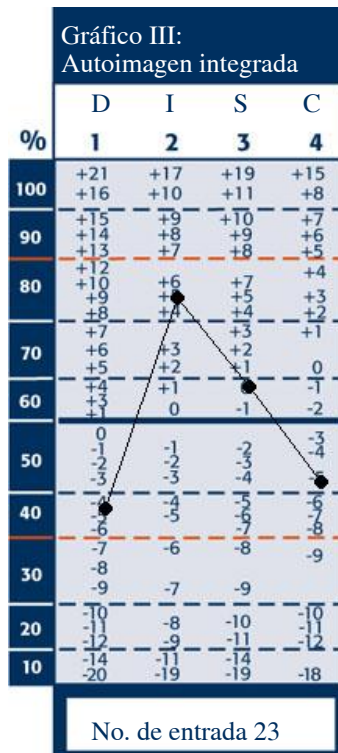 Gráfico III:
Autoimagen integrada
D I S C
% 1 2 3 4
+21 +17 +19 +15
100
+16 +10 +11 +8
+15 +9 +10 +7
90 +14 +8 +9 +6
+13 +7 +8 +5
+12 +4
80 +10 +6 +7
+9 +5 +3
+8 +4 +4 +2
+7 +3 +1
70 +6 +3 +2
+5 +2 +1 0
+4 +1 -1
60 +3
+1 0 -1 -2
0 -3
-1 -1 -2 -4
50 -2 -2 -3
-3 -3 -4
-4 -4 -5 -6
40 -5 -6 -7
-6 -7 -8
-7 -6 -8 -9
30 -8
-9 -7 -9
-10 -10
20 -11 -8 -10 -11
-12 -9 -11 -12
10 -14 -11 -14
-20 -19 -19 -18
No. de entrada 23